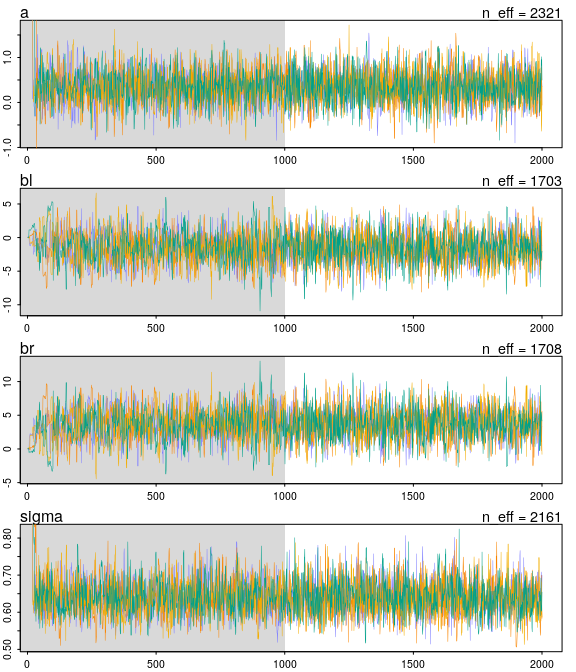 a n_eff = 2321
-1.0 0.0 1.0
0 500 1000 1500 2000
bl n_eff = 1703
-10 -5 0 5
0 500 1000 1500 2000
br n_eff = 1708
-5 0 5 10
0 500 1000 1500 2000
sigma n_eff = 2161
0.50 0.60 0.70 0.80
0 500 1000 1500 2000